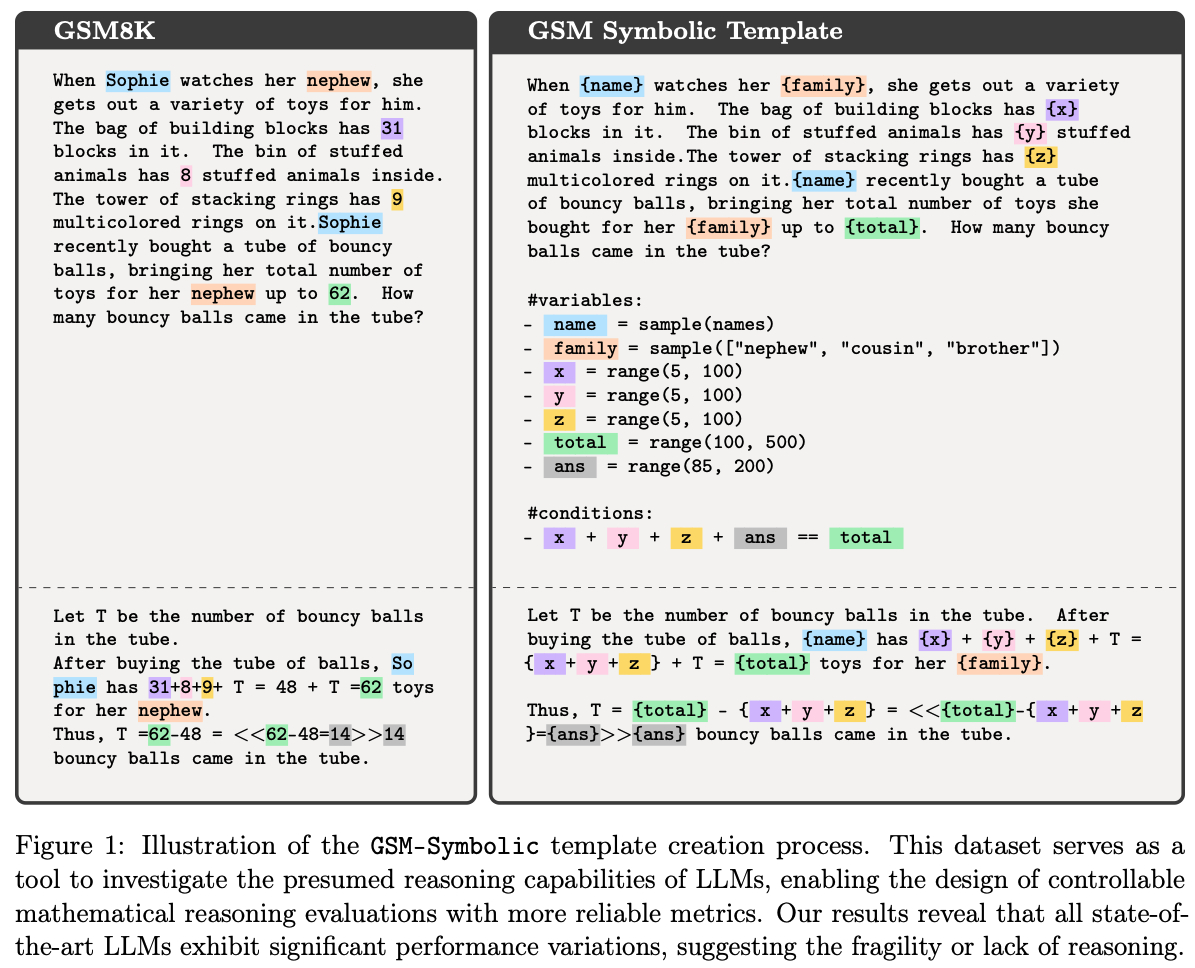 GSM8K
When Sophie watches her nephew, she
gets out a variety of toys for him.
The bag of building blocks has 31
blocks in it. The bin of stuffed
animals has 8 stuffed animals inside.
The tower of stacking rings has 9
multicolored rings on it.Sophie
recently bought a tube of bouncy
balls, bringing her total number of
toys for her nephew up to 62. How
many bouncy balls came in the tube?
Let T be the number of bouncy balls
in the tube.
After buying the tube of balls, So
phie has 31+8+9+ T = 48 + T =62 toys
for her nephew.
Thus, T =62-48 = <<62-48=14>>14
bouncy balls came in the tube.
GSM Symbolic Template
When {name} watches her {family}, she gets out a variety
of toys for him. The bag of building blocks has {x}
blocks in it. The bin of stuffed animals has {y} stuffed
animals inside.The tower of stacking rings has {z}
multicolored rings on it.{name} recently bought a tube
of bouncy balls, bringing her total number of toys she
bought for her {family} up to {total}. How many bouncy
balls came in the tube?
#variables:
- name = sample(names)
- family = sample(["nephew", "cousin", "brother"])
- x = range(5, 100)
- y = range(5, 100)
- z = range(5, 100)
- total = range(100, 500)
- ans = range(85, 200)
#conditions:
- x + y + z + ans == total
Let T be the number of bouncy balls in the tube. After
buying the tube of balls, {name} has {x} + {y} + {z} + T =
{ x + y + z } + T = {total} toys for her {family}.
Thus, T = {total} - { x + y + z } = <<{total}-{ x + y + z
}={ans}>>{ans} bouncy balls came in the tube.
Figure 1: Illustration of the GSM-Symbolic template creation process. This dataset serves as a
tool to investigate the presumed reasoning capabilities of LLMs, enabling the design of controllable
mathematical reasoning evaluations with more reliable metrics. Our results reveal that all state-of-
the-art LLMs exhibit significant performance variations, suggesting the fragility or lack of reasoning.